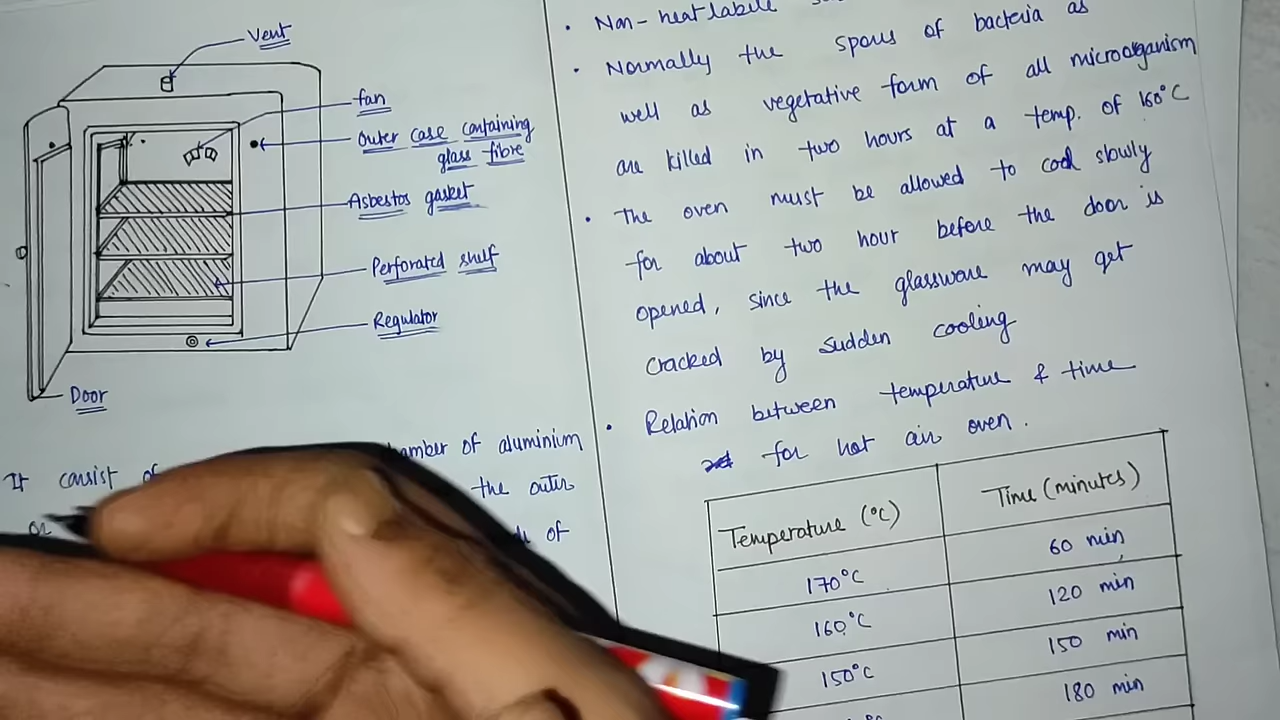 Vent
fan
Outer case containing
glass fibre
Asbestos gasket
Perforated shelf
Regulator
Door
It consist of
of aluminium
the outer
of
• Non-heat labile
• Normally the spours of bacteria as
well as vegetative form of all microorganism
are killed in two hours at a temp. of 160°C
• The oven must be allowed to cool slowly
for about two hour before the door is
opened, since the glassware may get
cracked by sudden cooling
• Relation between temperature & time
for hot air oven.
Temperature (°C) Time (minutes)
170°C 60 min
160°C 120 min
150°C 150 min
180 min